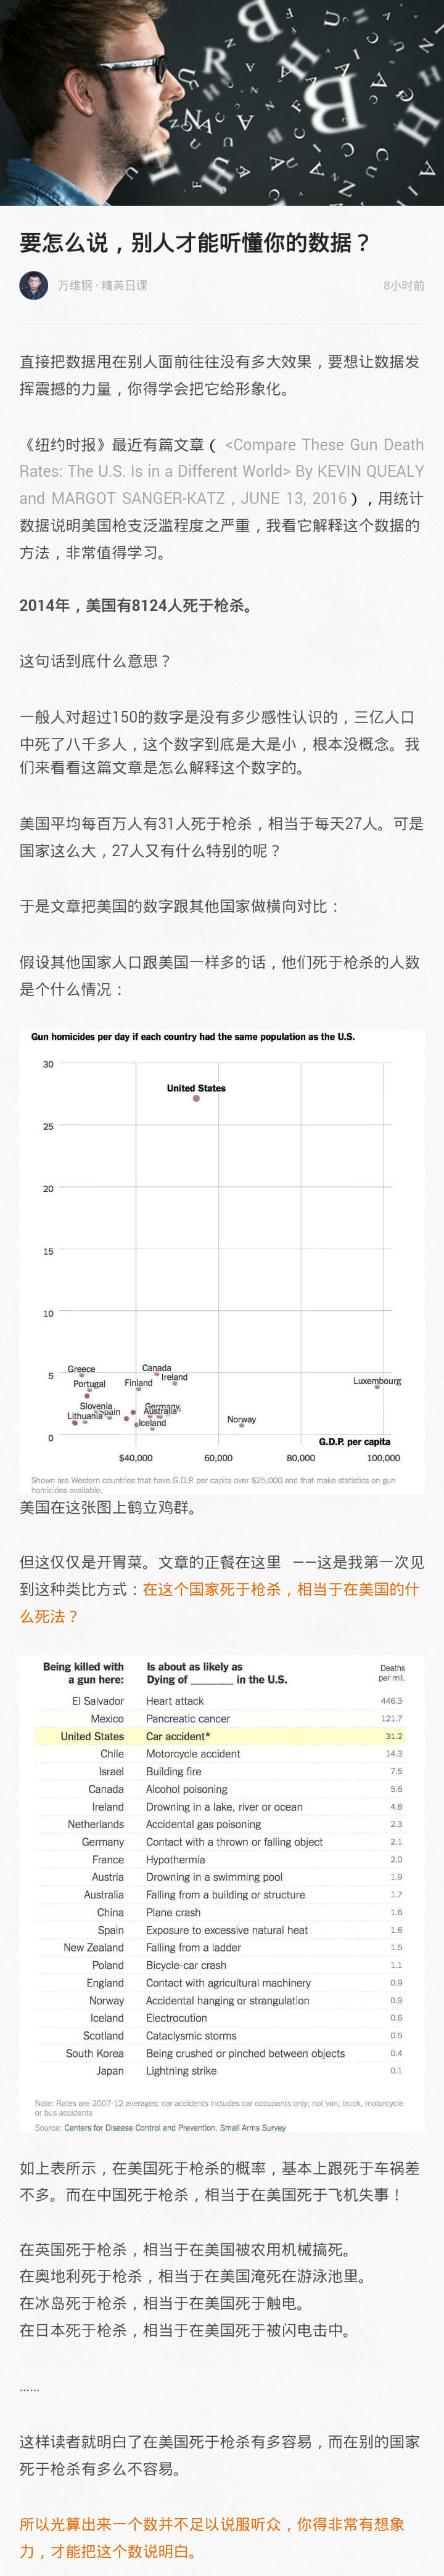 要怎么说，别人才能听懂你的数据？
万维钢·精英日课
8小时前
直接把数据甩在别人面前往往没有多大效果，要想让数据发
挥震撼的力量，你得学会把它给形象化。
《纽约时报》最近有篇文章（ <Compare These Gun Death
Rates: The U.S. Is in a Different World> By KEVIN QUEALY
and MARGOT SANGER-KATZ , JUNE 13, 2016），用统计
数据说明美国枪支泛滥程度之严重，我看它解释这个数据的
方法，非常值得学习。
2014年，美国有8124人死于枪杀。
这句话到底什么意思？
一般人对超过150的数字是没有多少感性认识的，三亿人口
中死了八千多人，这个数字到底是大是小，根本没概念。我
们来看看这篇文章是怎么解释这个数字的。
美国平均每百万人有31人死于枪杀，相当于每天27人。可是
国家这么大，27人又有什么特别的呢？
于是文章把美国的数字跟其他国家做横向对比：
假设其他国家人口跟美国一样多的话，他们死于枪杀的人数
是个什么情况：
Gun homicides per day if each country had the same population as the U.S.
30
United States
25
20
15
10
5
Greece
Canada
Ireland
Portugal
Finland
Luxembourg
Slovenia
Spain
Germany
Australia
Lithuania
Iceland
Norway
0
G.D.P. per capita
$40,000
60,000
80,000
100,000
Shown are Western countries that have G.D.P. per capita over $25,000 and that make statistics on gun
homicides available.
美国在这张图上鹤立鸡群。
但这仅仅是开胃菜。文章的正餐在这里 ——这是我第一次见
到这种类比方式：在这个国家死于枪杀，相当于在美国的什
么死法？
Being killed with a gun here: Is about as likely as Dying of ______ in the U.S. Deaths per mil.
El Salvador Heart attack 446.3
Mexico Pancreatic cancer 121.7
United States Car accident* 31.2
Chile Motorcycle accident 14.3
Israel Building fire 7.5
Canada Alcohol poisoning 5.6
Ireland Drowning in a lake, river or ocean 4.8
Netherlands Accidental gas poisoning 2.3
Germany Contact with a thrown or falling object 2.1
France Hypothermia 2.0
Austria Drowning in a swimming pool 1.9
Australia Falling from a building or structure 1.7
China Plane crash 1.6
Spain Exposure to excessive natural heat 1.6
New Zealand Falling from a ladder 1.5
Poland Bicycle-car crash 1.1
England Contact with agricultural machinery 0.9
Norway Accidental hanging or strangulation 0.9
Iceland Electrocution 0.6
Scotland Cataclysmic storms 0.5
South Korea Being crushed or pinched between objects 0.4
Japan Lightning strike 0.1
Note: Rates are 2007-12 averages; car accidents includes car occupants only; not van, truck, motorcycle
or bus accidents
Source: Centers for Disease Control and Prevention, Small Arms Survey
如上表所示，在美国死于枪杀的概率，基本上跟死于车祸差
不多。而在中国死于枪杀，相当于在美国死于飞机失事！
在英国死于枪杀，相当于在美国被农用机械搞死。
在奥地利死于枪杀，相当于在美国淹死在游泳池里。
在冰岛死于枪杀，相当于在美国死于触电。
在日本死于枪杀，相当于在美国死于被闪电击中。
……
这样读者就明白了在美国死于枪杀有多容易，而在别的国家
死于枪杀有多么不容易。
所以光算出来一个数并不足以说服听众，你得非常有想象
力，才能把这个数说明白。